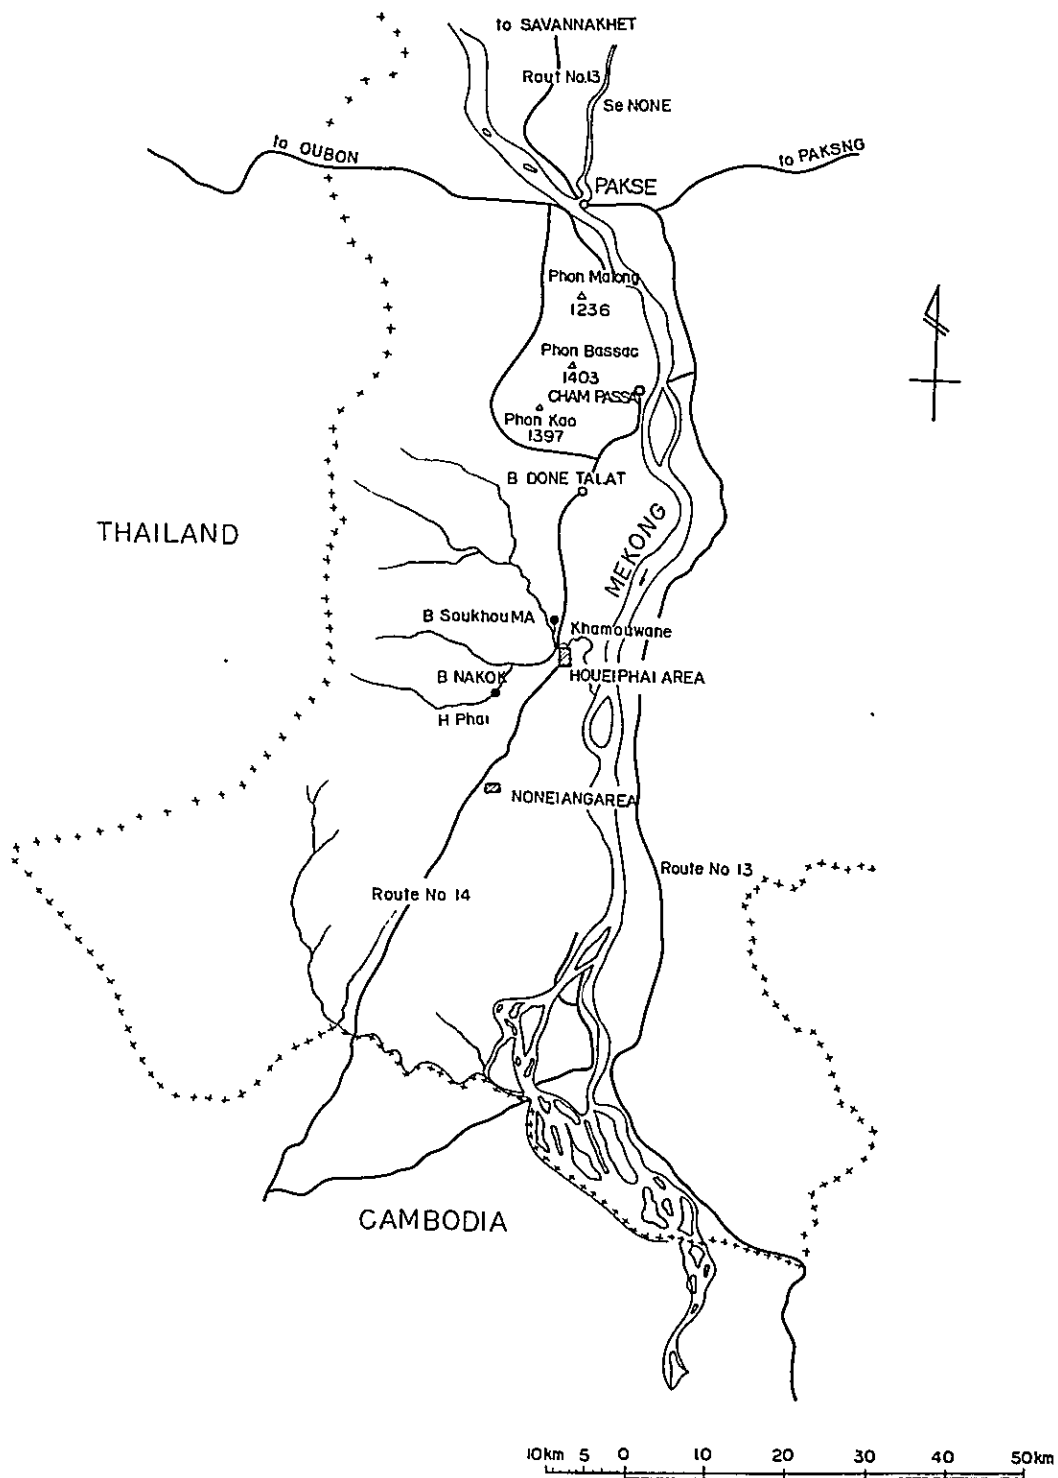 to SAVANNAKHET
Rout No.13
Se NONE
to OUBON
to PAKSNG
PAKSE
Phon Malong
1236
Phon Bassac
1403
CHAM PASSA
Phon Kao
1397
B DONE TALAT
THAILAND
MEKONG
B SoukhouMA
Khamouwane
B NAKOK
HOUEIPHAI AREA
H Phai
NONEIANGAREA
Route No 13
Route No 14
CAMBODIA
10km 5 0 10 20 30 40 50km